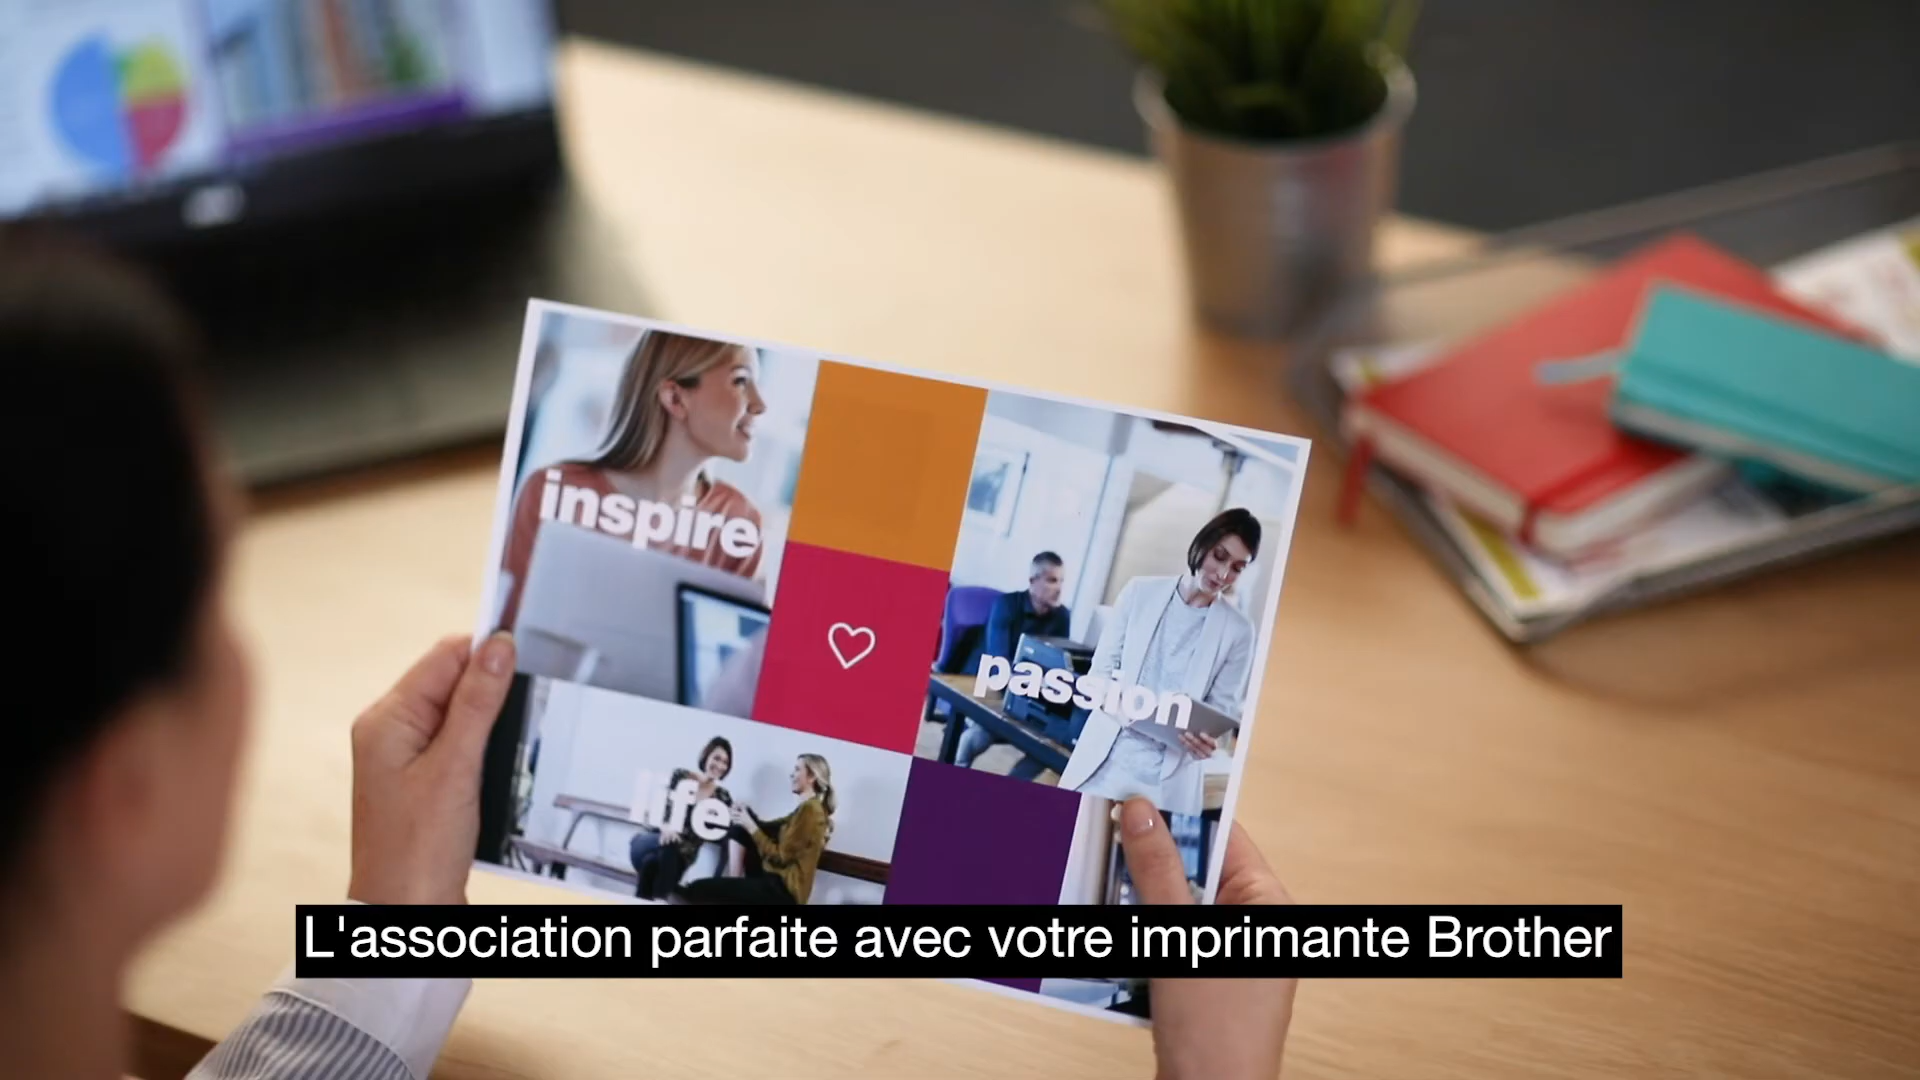 inspire
passion
life
L'association parfaite avec votre imprimante Brother